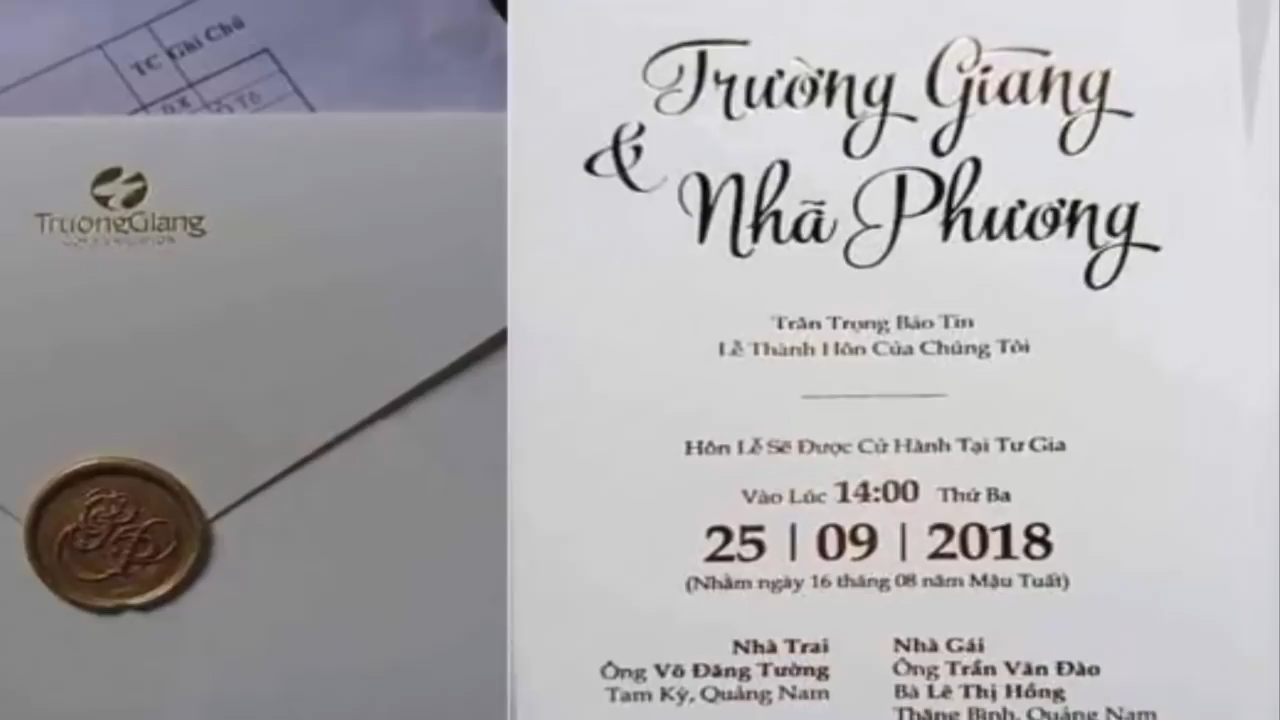 TC Ghi Chú
TruongGiang
Trường Giang
& Nhã Phương
Trân Trọng Báo Tin
Lễ Thành Hôn Của Chúng Tôi
Hôn Lễ Sẽ Được Cử Hành Tại Tư Gia
Vào Lúc 14:00 Thứ Ba
25 | 09 | 2018
(Nhằm ngày 16 tháng 08 năm Mậu Tuất)
Nhà Trai
Ông Võ Đăng Tường
Tam Kỳ, Quảng Nam
Nhà Gái
Ông Trần Văn Đào
Bà Lê Thị Hồng
Thăng Bình, Quảng Nam